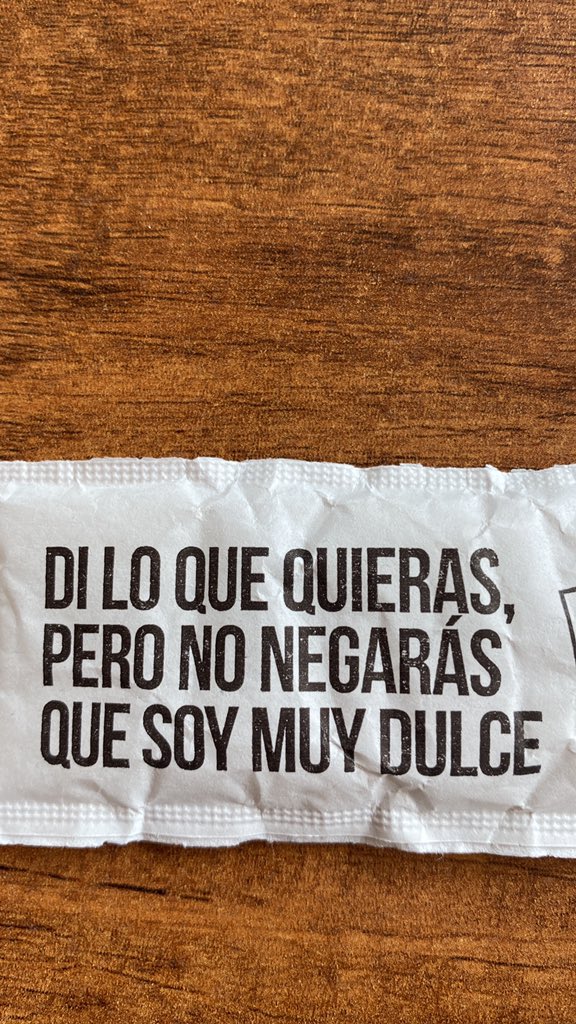 DI LO QUE QUIERAS,
PERO NO NEGARÁS
QUE SOY MUY DULCE